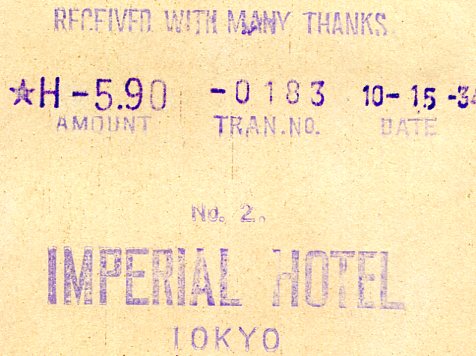 RECEIVED WITH MANY THANKS
☆H-5.90 -0183 10-15-34
AMOUNT TRAN.NO. DATE
No. 2.
IMPERIAL HOTEL
TOKYO